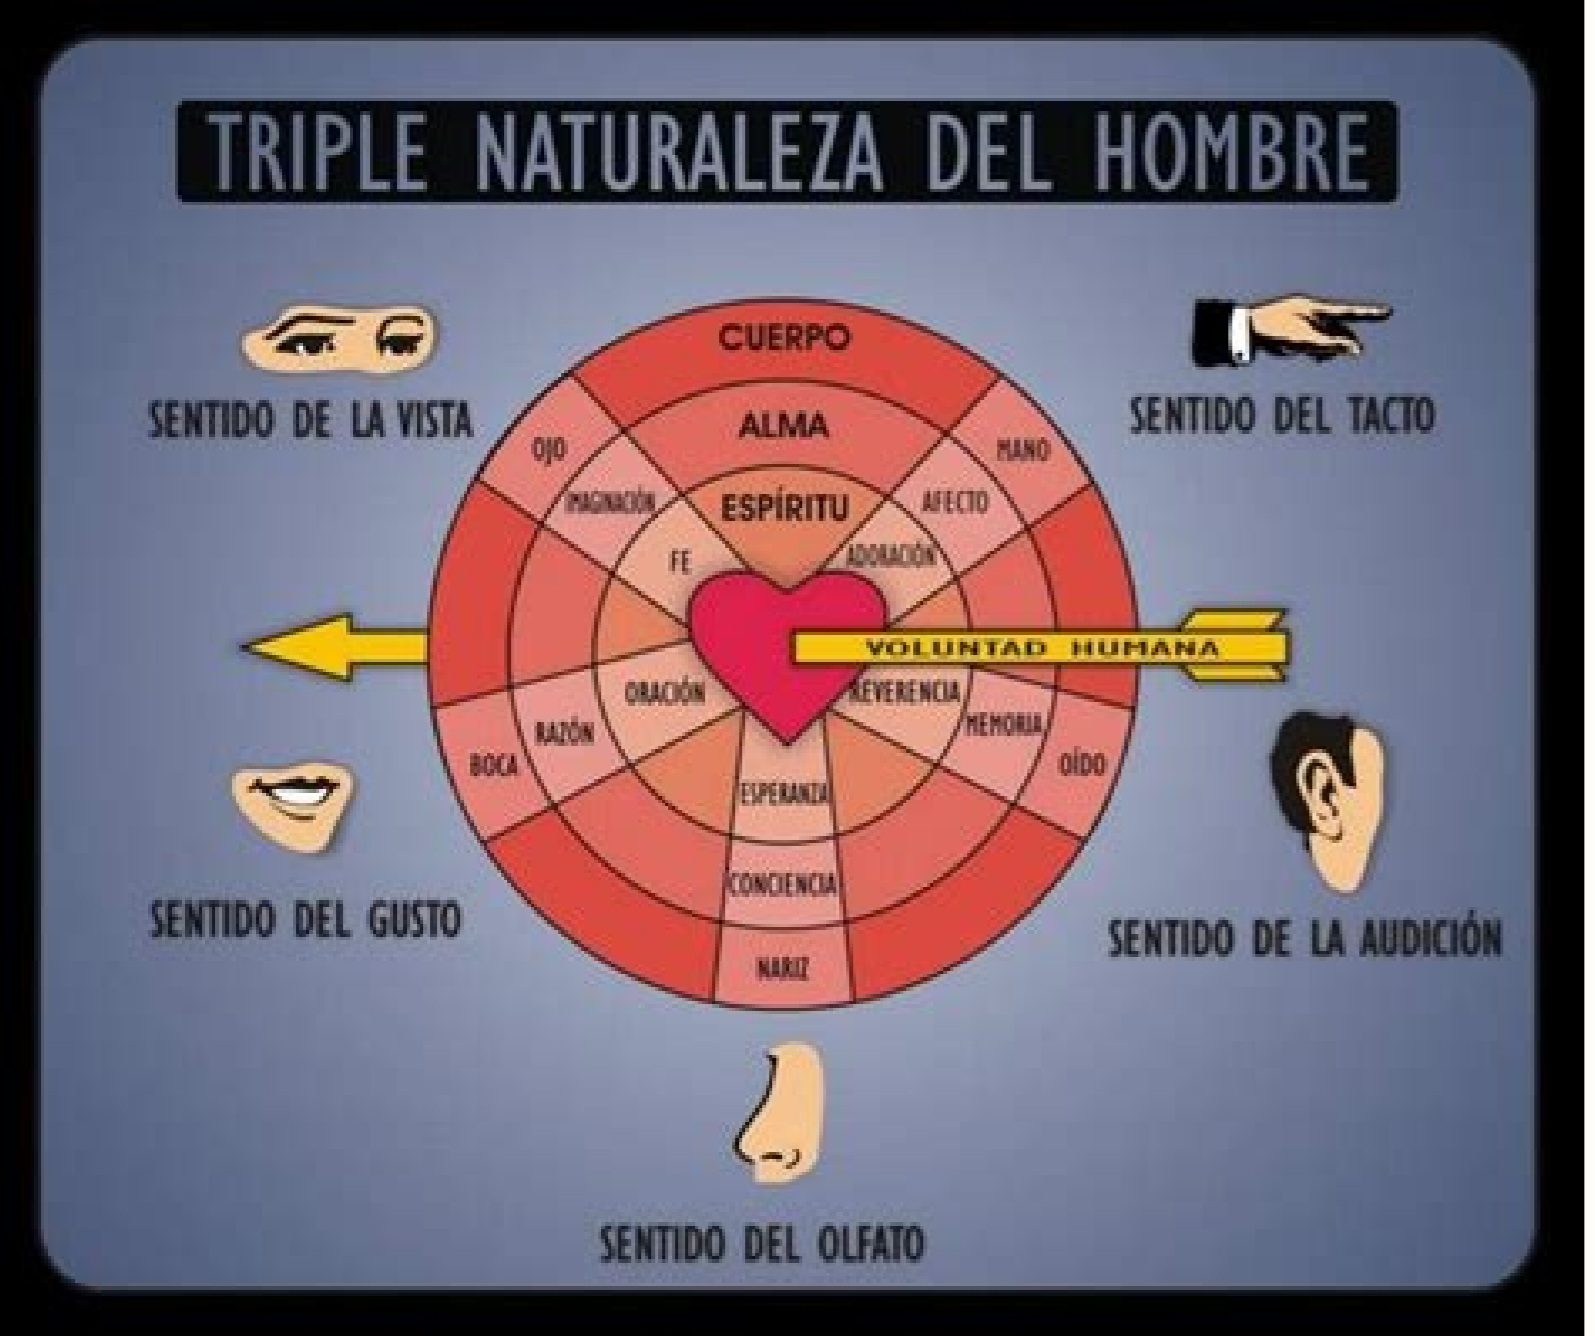 TRIPLE NATURALEZA DEL HOMBRE
CUERPO
ALMA
ESPÍRITU
SENTIDO DE LA VISTA
SENTIDO DEL TACTO
OJO
MANO
IMAGINACIÓN
AFECTO
FE
ADORACIÓN
VOLUNTAD HUMANA
ORACIÓN
REVERENCIA
RAZÓN
MEMORIA
BOCA
OÍDO
ESPERANZA
CONCIENCIA
SENTIDO DEL GUSTO
SENTIDO DE LA AUDICIÓN
NARIZ
SENTIDO DEL OLFATO